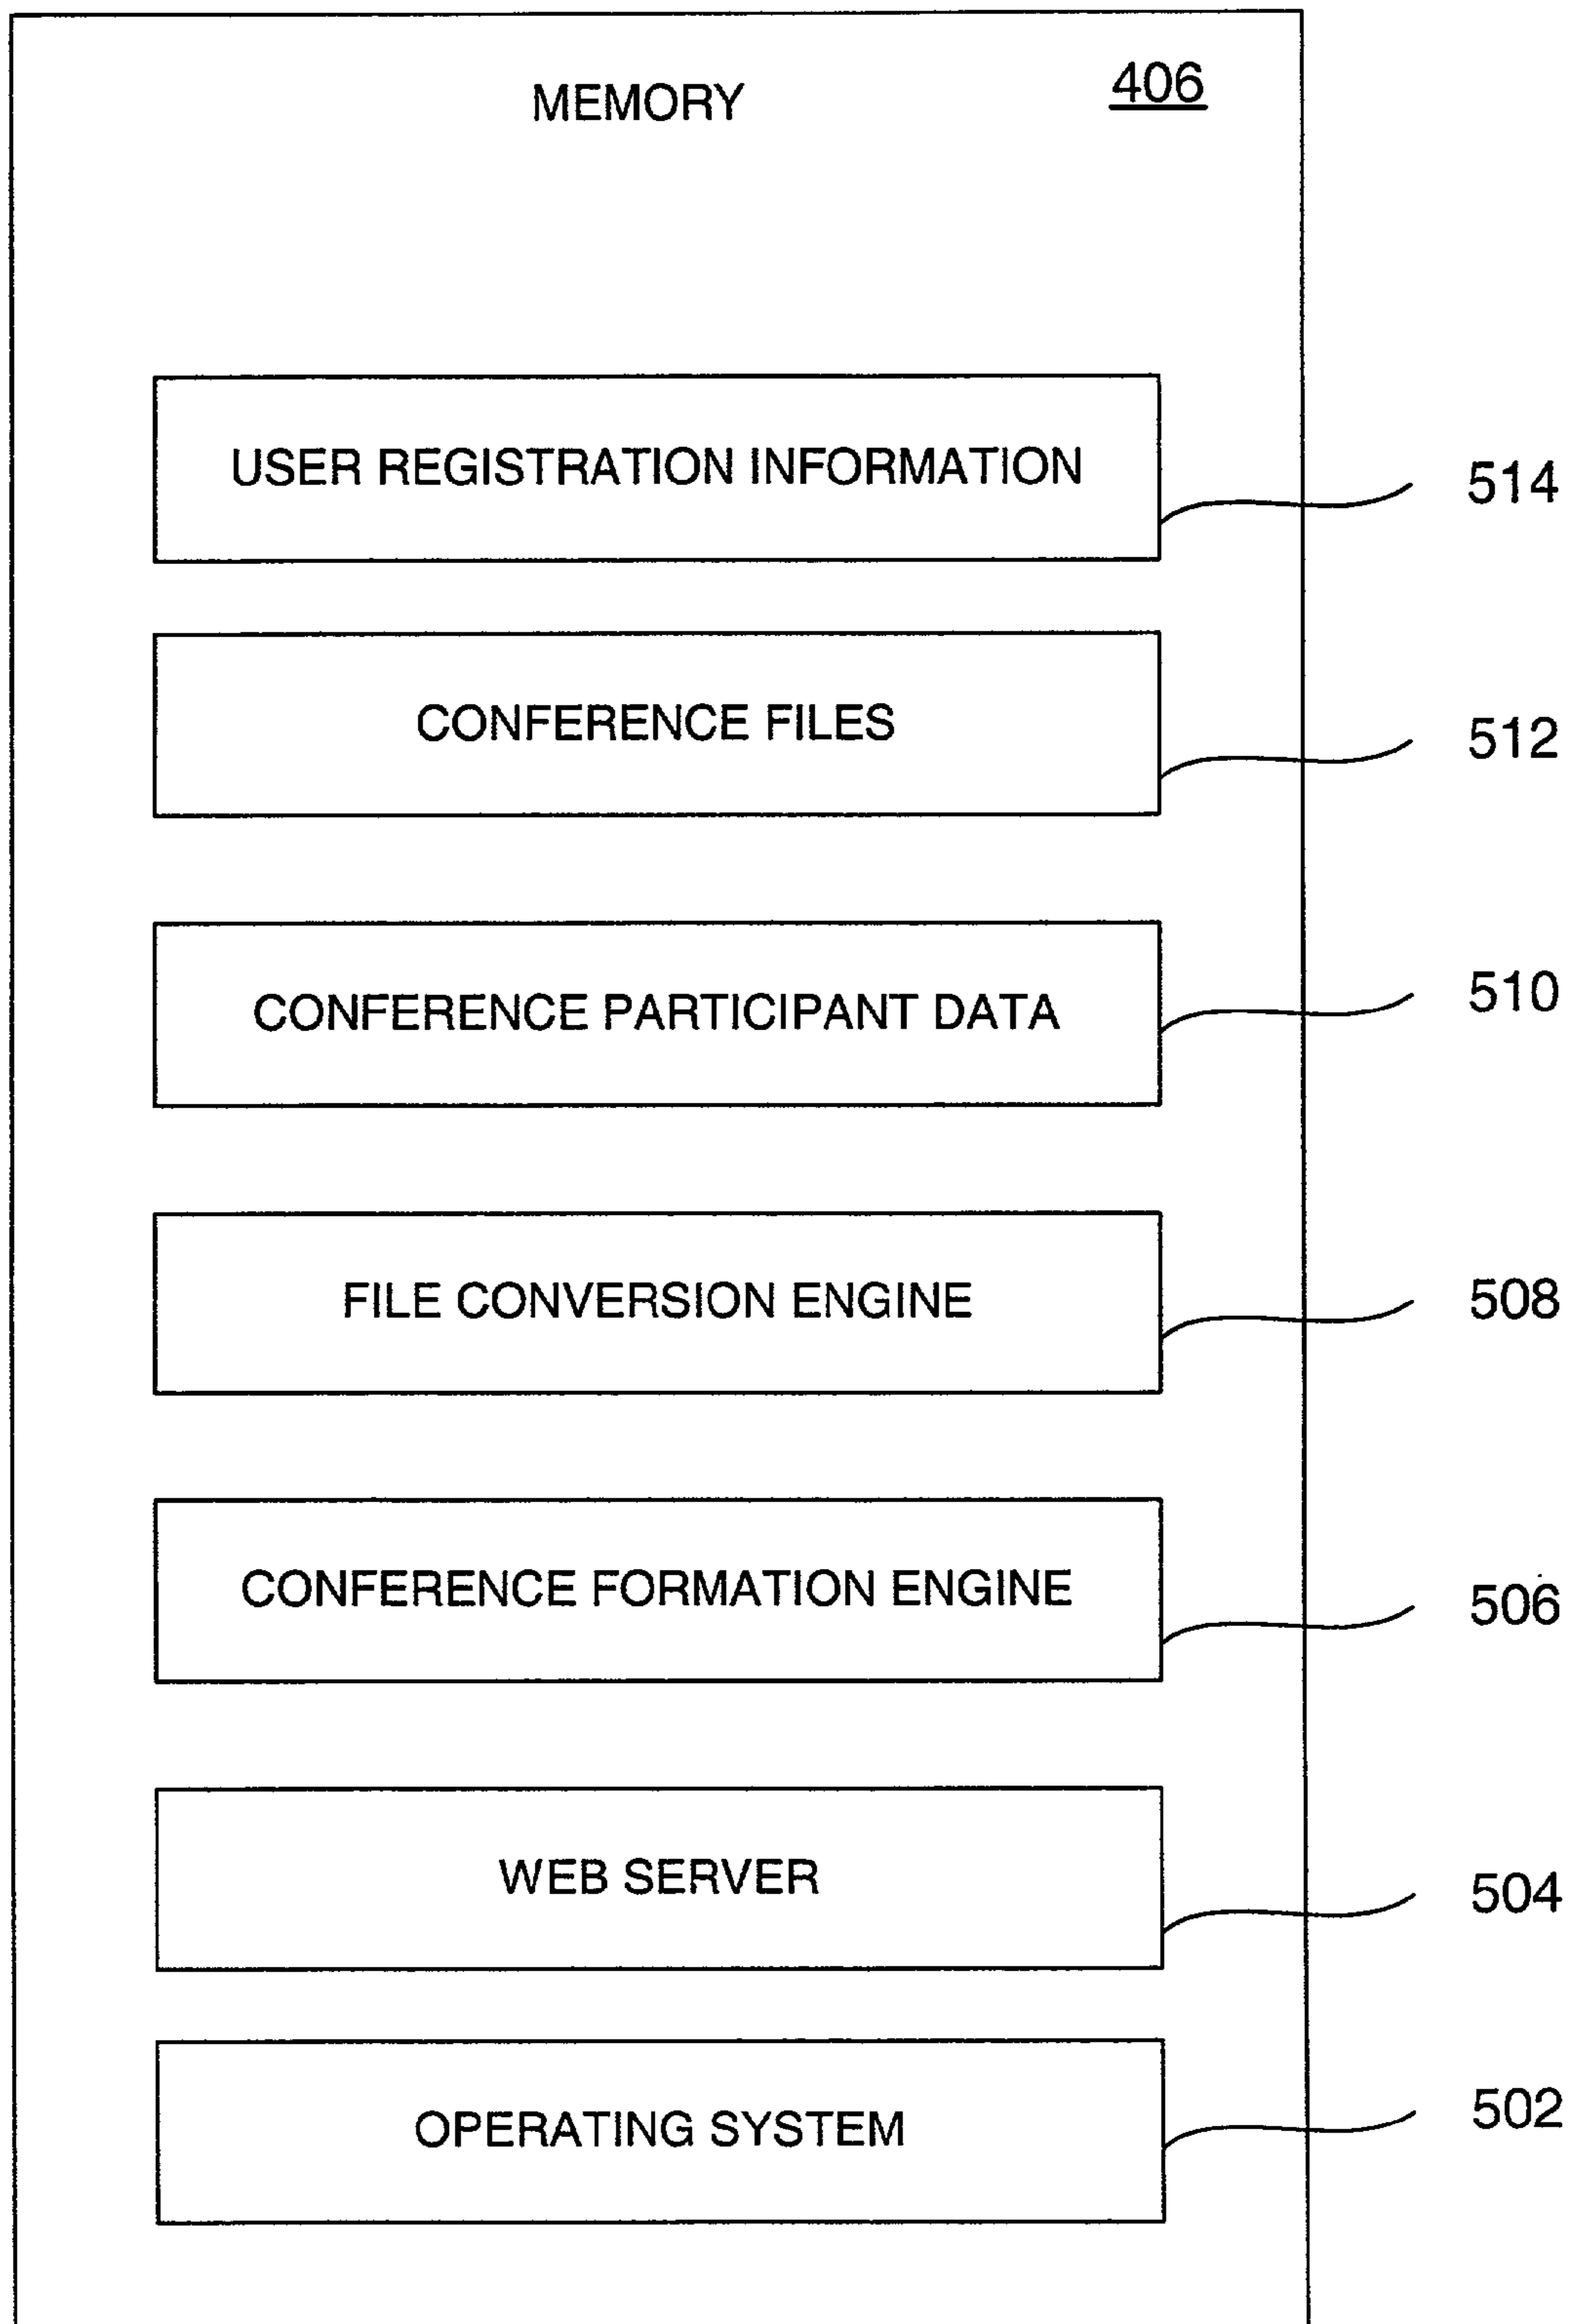 MEMORY 406
USER REGISTRATION INFORMATION 514
CONFERENCE FILES 512
CONFERENCE PARTICIPANT DATA 510
FILE CONVERSION ENGINE 508
CONFERENCE FORMATION ENGINE 506
WEB SERVER 504
OPERATING SYSTEM 502